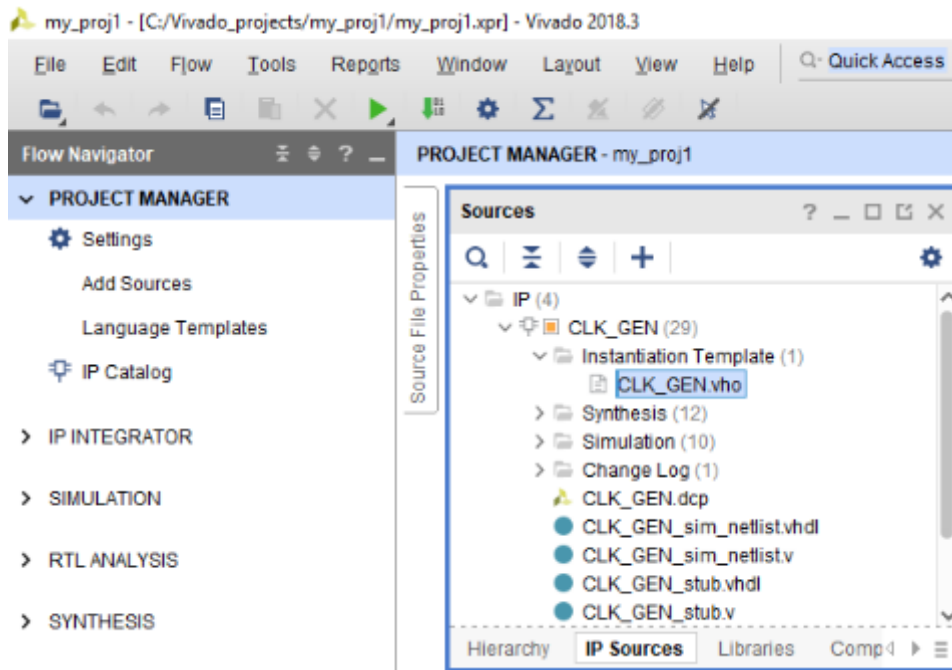 my_proj1 - [C:/Vivado_projects/my_proj1/my_proj1.xpr] - Vivado 2018.3
File Edit Flow Tools Reports Window Layout View Help Quick Access
Flow Navigator
PROJECT MANAGER
Settings
Add Sources
Language Templates
IP Catalog
IP INTEGRATOR
SIMULATION
RTL ANALYSIS
SYNTHESIS
PROJECT MANAGER - my_proj1
Source File Properties
Sources
IP (4)
CLK_GEN (29)
Instantiation Template (1)
CLK_GEN.vho
Synthesis (12)
Simulation (10)
Change Log (1)
CLK_GEN.dcp
CLK_GEN_sim_netlist.vhdl
CLK_GEN_sim_netlist.v
CLK_GEN_stub.vhdl
CLK_GEN_stub.v
Hierarchy IP Sources Libraries Comp